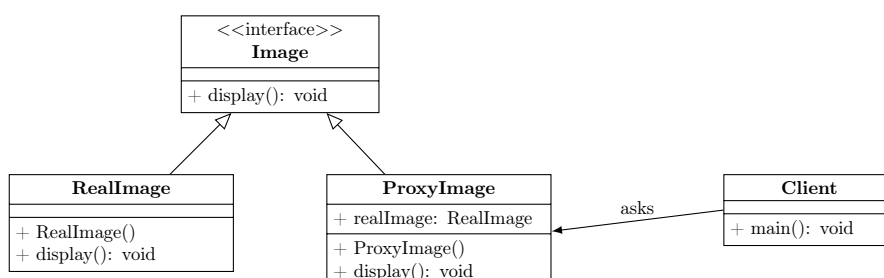 <<interface>>
Image
+ display(): void
RealImage
+ RealImage()
+ display(): void
ProxyImage
+ realImage: RealImage
+ ProxyImage()
+ display(): void
asks
Client
+ main(): void